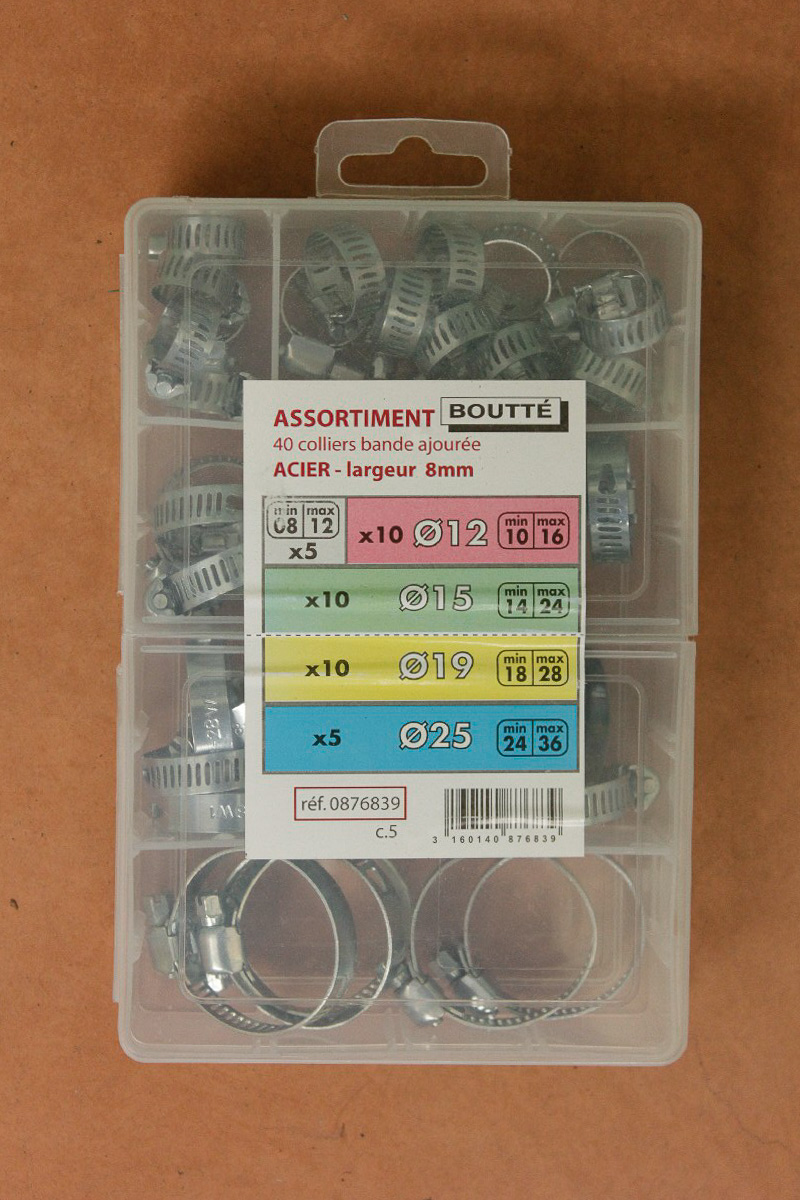 ASSORTIMENT BOUTTÉ
40 colliers bande ajourée
ACIER - largeur 8mm
min max
08 12
x5
x10 Ø12 min max
10 16
x10 Ø15 min max
14 24
x10 Ø19 min max
18 28
x5 Ø25 min max
24 36
réf. 0876839
c.5
3 160140 876839
28W